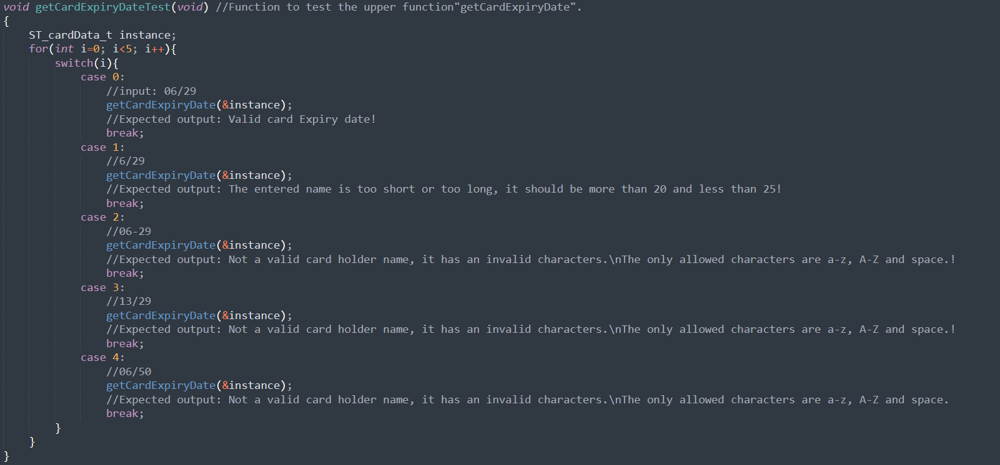 void getCardExpiryDateTest(void) //Function to test the upper function"getCardExpiryDate".
{
    ST_cardData_t instance;
    for(int i=0; i<5; i++){
        switch(i){
            case 0:
                //input: 06/29
                getCardExpiryDate(&instance);
                //Expected output: Valid card Expiry date!
                break;
            case 1:
                //6/29
                getCardExpiryDate(&instance);
                //Expected output: The entered name is too short or too long, it should be more than 20 and less than 25!
                break;
            case 2:
                //06-29
                getCardExpiryDate(&instance);
                //Expected output: Not a valid card holder name, it has an invalid characters.\nThe only allowed characters are a-z, A-Z and space.!
                break;
            case 3:
                //13/29
                getCardExpiryDate(&instance);
                //Expected output: Not a valid card holder name, it has an invalid characters.\nThe only allowed characters are a-z, A-Z and space.!
                break;
            case 4:
                //06/50
                getCardExpiryDate(&instance);
                //Expected output: Not a valid card holder name, it has an invalid characters.\nThe only allowed characters are a-z, A-Z and space.
                break;
        }
    }
}